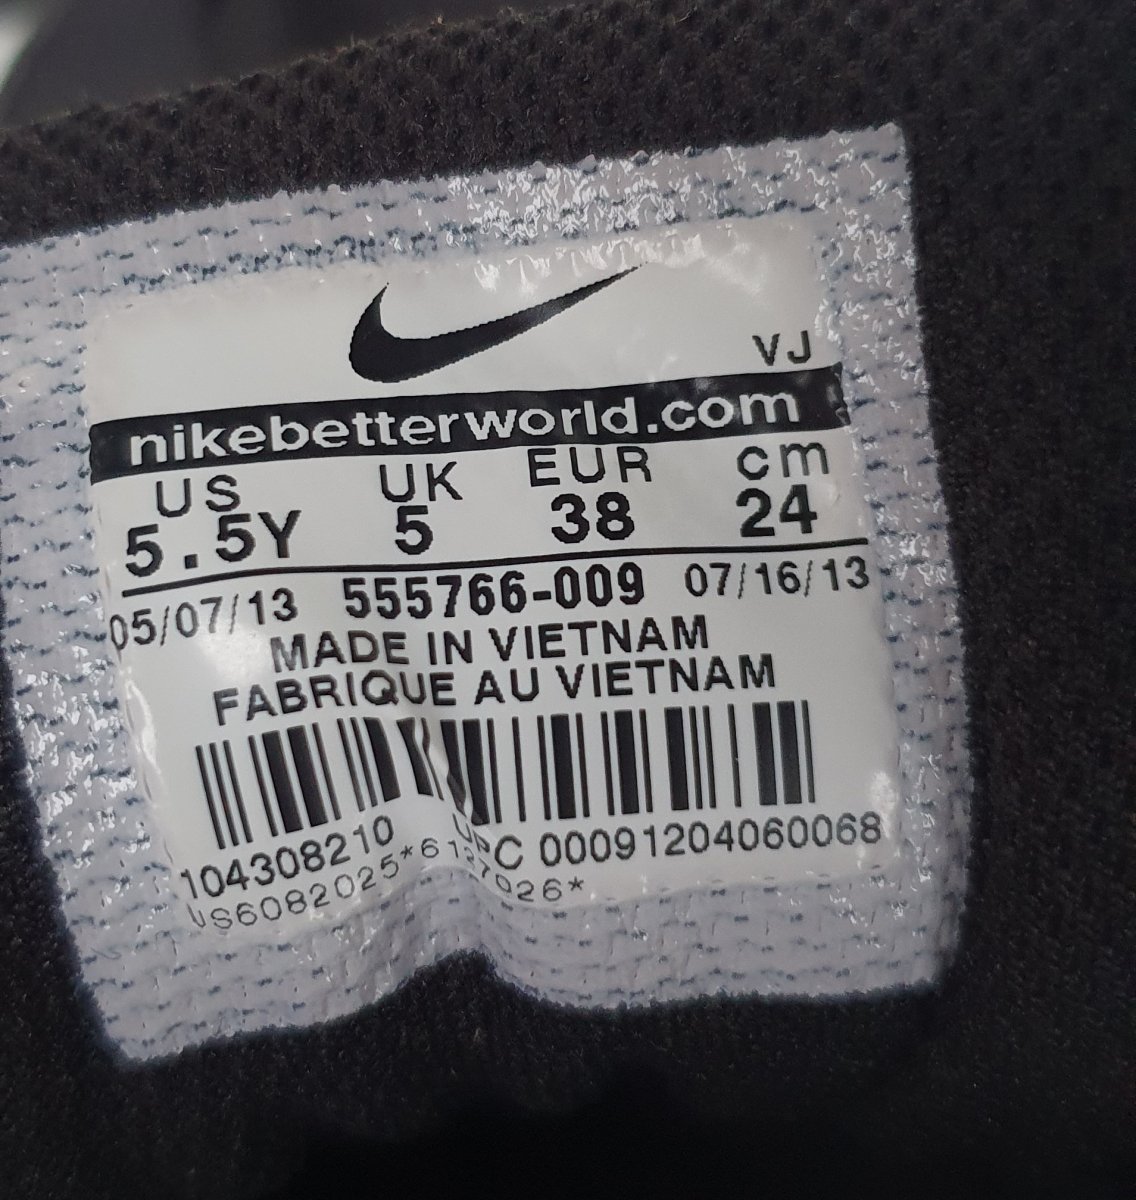 VJ
nikebetterworld.com
US UK EUR cm
5.5Y 5 38 24
05/07/13 555766-009 07/16/13
MADE IN VIETNAM
FABRIQUE AU VIETNAM
104308210 UPC 00091204060068
US6082025*